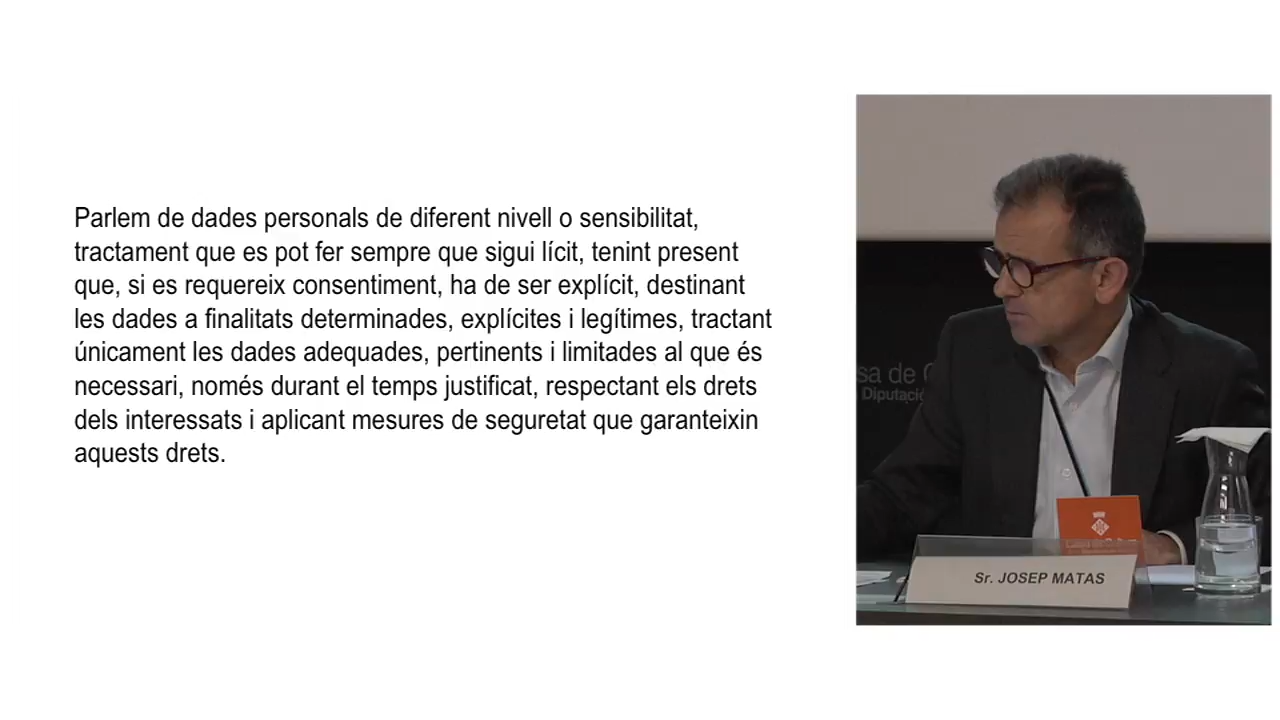 Parlem de dades personals de diferent nivell o sensibilitat,
tractament que es pot fer sempre que sigui lícit, tenint present
que, si es requereix consentiment, ha de ser explícit, destinant
les dades a finalitats determinades, explícites i legítimes, tractant
únicament les dades adequades, pertinents i limitades al que és
necessari, només durant el temps justificat, respectant els drets
dels interessats i aplicant mesures de seguretat que garanteixin
aquests drets.
sa de
Diputació
Sr. JOSEP MATAS